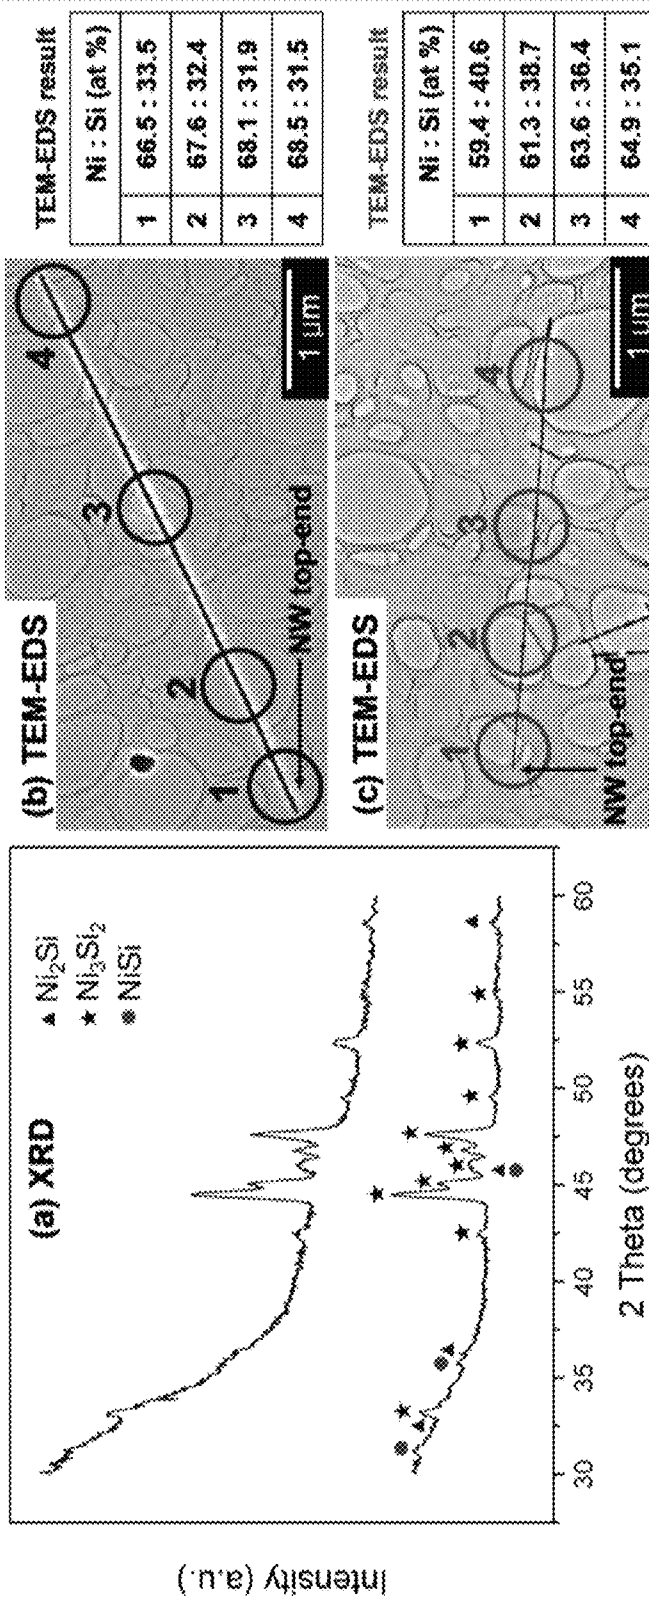 (a) XRD
▲ Ni₂Si
★ Ni₃Si₂
● NiSi
Intensity (a.u.)
30 35 40 45 50 55 60
2 Theta (degrees)
(b) TEM-EDS
1
2
3
4
NW top-end
1 μm
TEM-EDS result
Ni : Si (at %)
1 66.5 : 33.5
2 67.6 : 32.4
3 68.1 : 31.9
4 68.5 : 31.5
(c) TEM-EDS
1
2
3
4
NW top-end
1 μm
TEM-EDS result
Ni : Si (at %)
1 59.4 : 40.6
2 61.3 : 38.7
3 63.6 : 36.4
4 64.9 : 35.1